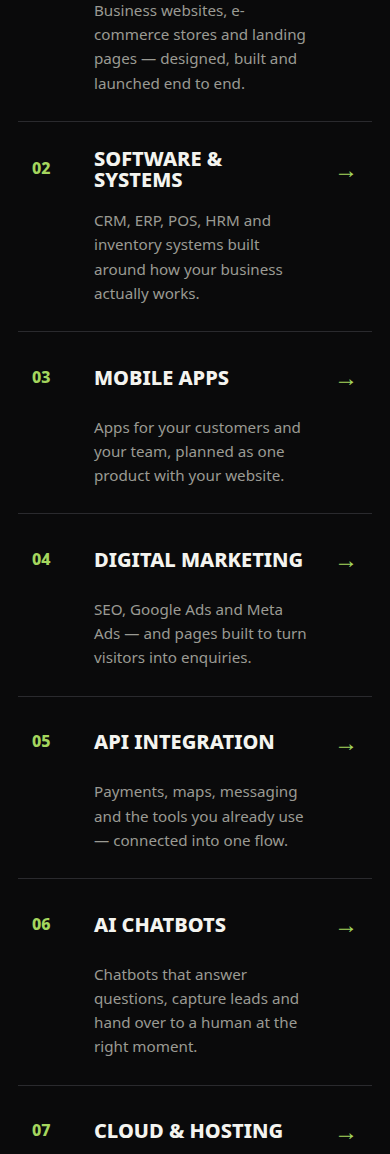 Business websites, e-
commerce stores and landing
pages — designed, built and
launched end to end.
02
SOFTWARE &
SYSTEMS
→
CRM, ERP, POS, HRM and
inventory systems built
around how your business
actually works.
03
MOBILE APPS
→
Apps for your customers and
your team, planned as one
product with your website.
04
DIGITAL MARKETING
→
SEO, Google Ads and Meta
Ads — and pages built to turn
visitors into enquiries.
05
API INTEGRATION
→
Payments, maps, messaging
and the tools you already use
— connected into one flow.
06
AI CHATBOTS
→
Chatbots that answer
questions, capture leads and
hand over to a human at the
right moment.
07
CLOUD & HOSTING
→